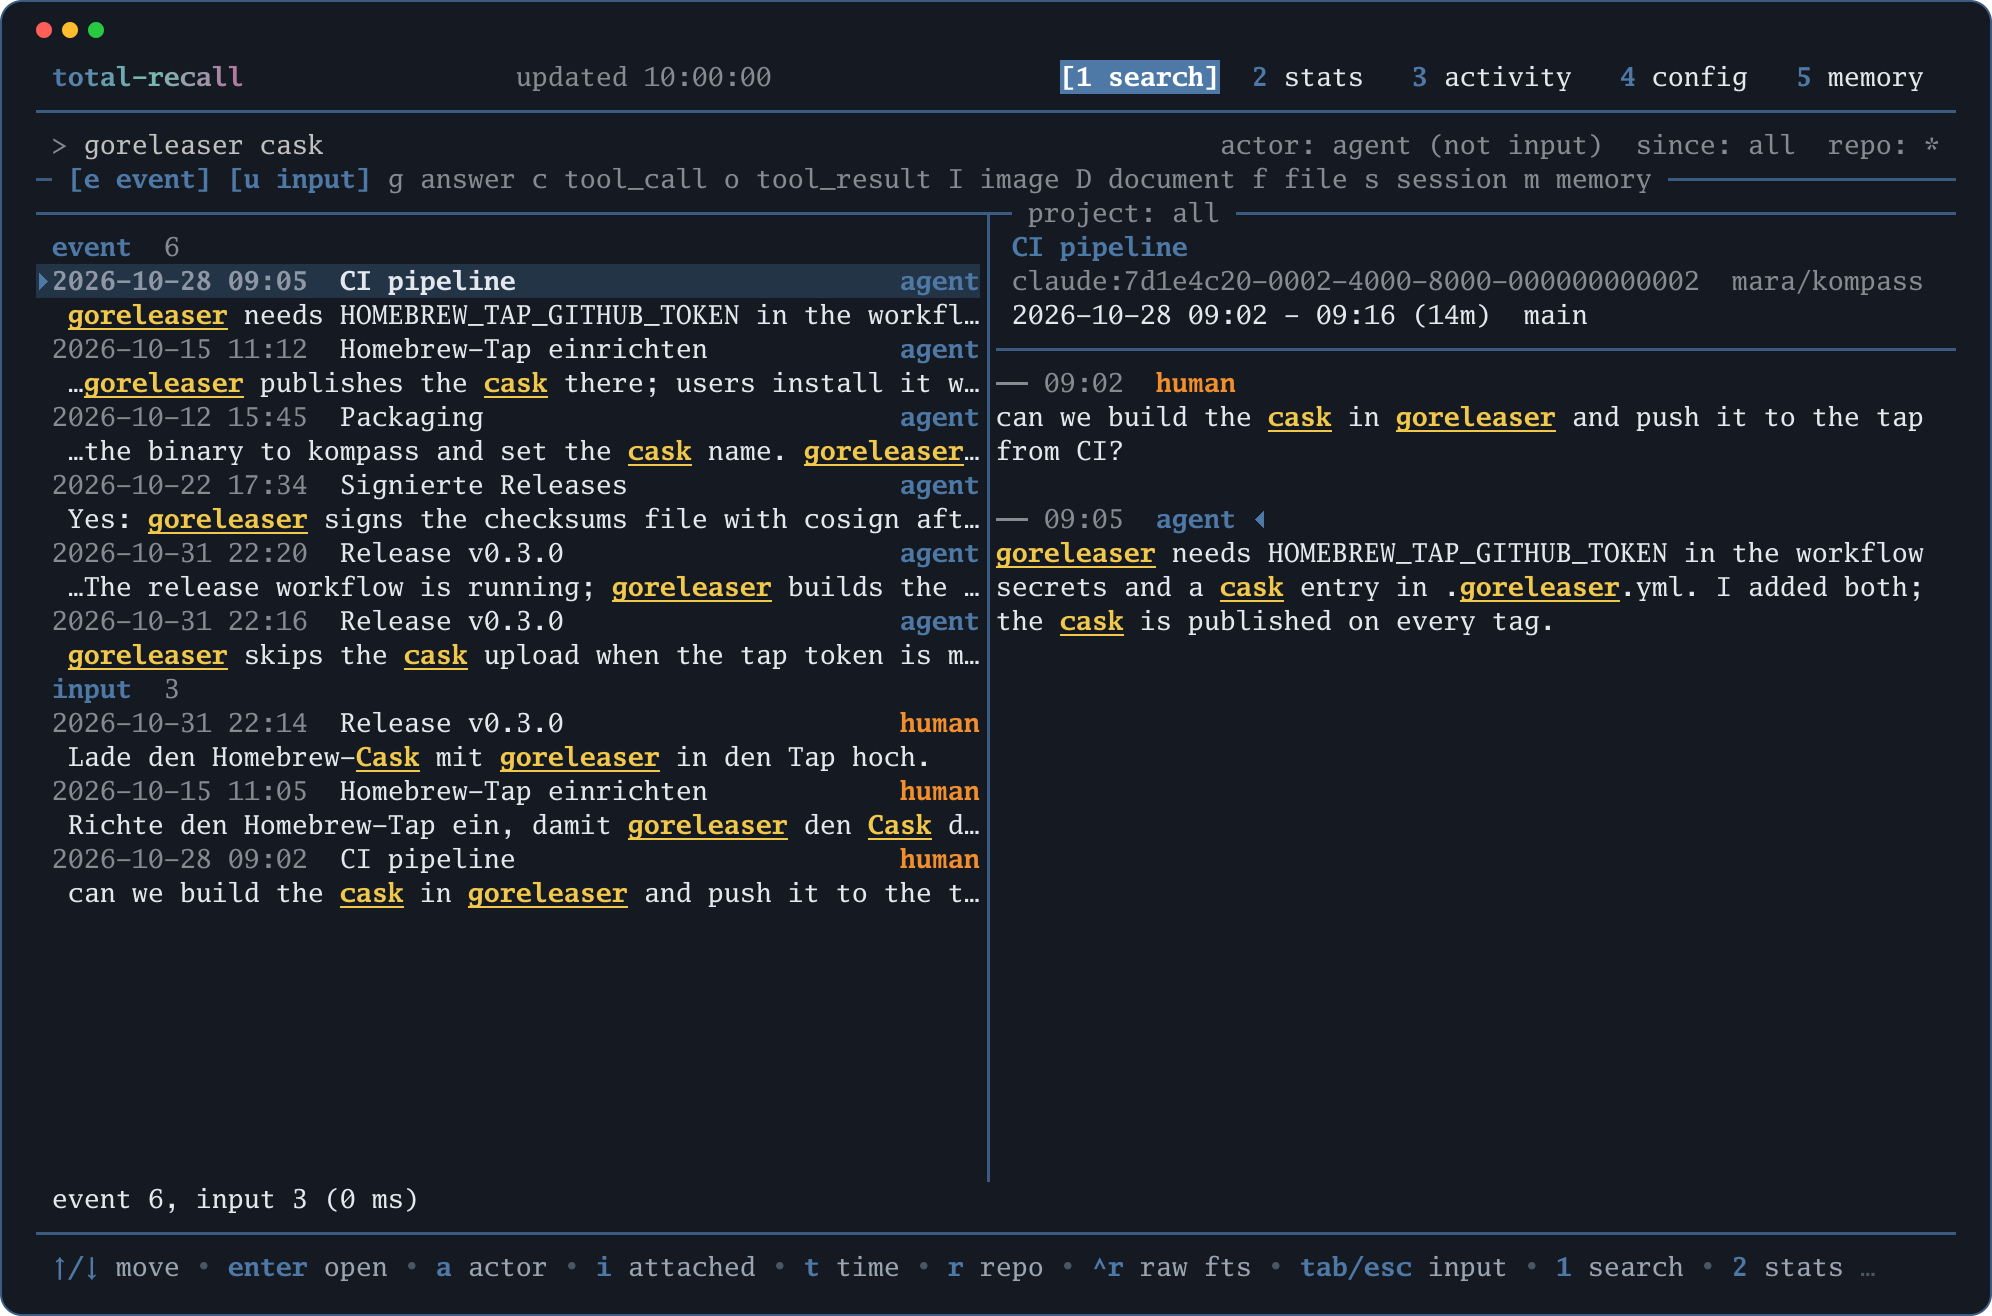 total-recall updated 10:00:00 [1 search] 2 stats 3 activity 4 config 5 memory
> goreleaser cask actor: agent (not input) since: all repo: *
[e event] [u input] g answer c tool_call o tool_result I image D document f file s session m memory
project: all
event 6
2026-10-28 09:05 CI pipeline agent
goreleaser needs HOMEBREW_TAP_GITHUB_TOKEN in the workfl…
2026-10-15 11:12 Homebrew-Tap einrichten agent
…goreleaser publishes the cask there; users install it w…
2026-10-12 15:45 Packaging agent
…the binary to kompass and set the cask name. goreleaser…
2026-10-22 17:34 Signierte Releases agent
Yes: goreleaser signs the checksums file with cosign aft…
2026-10-31 22:20 Release v0.3.0 agent
…The release workflow is running; goreleaser builds the …
2026-10-31 22:16 Release v0.3.0 agent
goreleaser skips the cask upload when the tap token is m…
input 3
2026-10-31 22:14 Release v0.3.0 human
Lade den Homebrew-Cask mit goreleaser in den Tap hoch.
2026-10-15 11:05 Homebrew-Tap einrichten human
Richte den Homebrew-Tap ein, damit goreleaser den Cask d…
2026-10-28 09:02 CI pipeline human
can we build the cask in goreleaser and push it to the t…
CI pipeline
claude:7d1e4c20-0002-4000-8000-000000000002 mara/kompass
2026-10-28 09:02 - 09:16 (14m) main
── 09:02 human
can we build the cask in goreleaser and push it to the tap
from CI?
── 09:05 agent ◂
goreleaser needs HOMEBREW_TAP_GITHUB_TOKEN in the workflow
secrets and a cask entry in .goreleaser.yml. I added both;
the cask is published on every tag.
event 6, input 3 (0 ms)
↑/↓ move • enter open • a actor • i attached • t time • r repo • ^r raw fts • tab/esc input • 1 search • 2 stats …